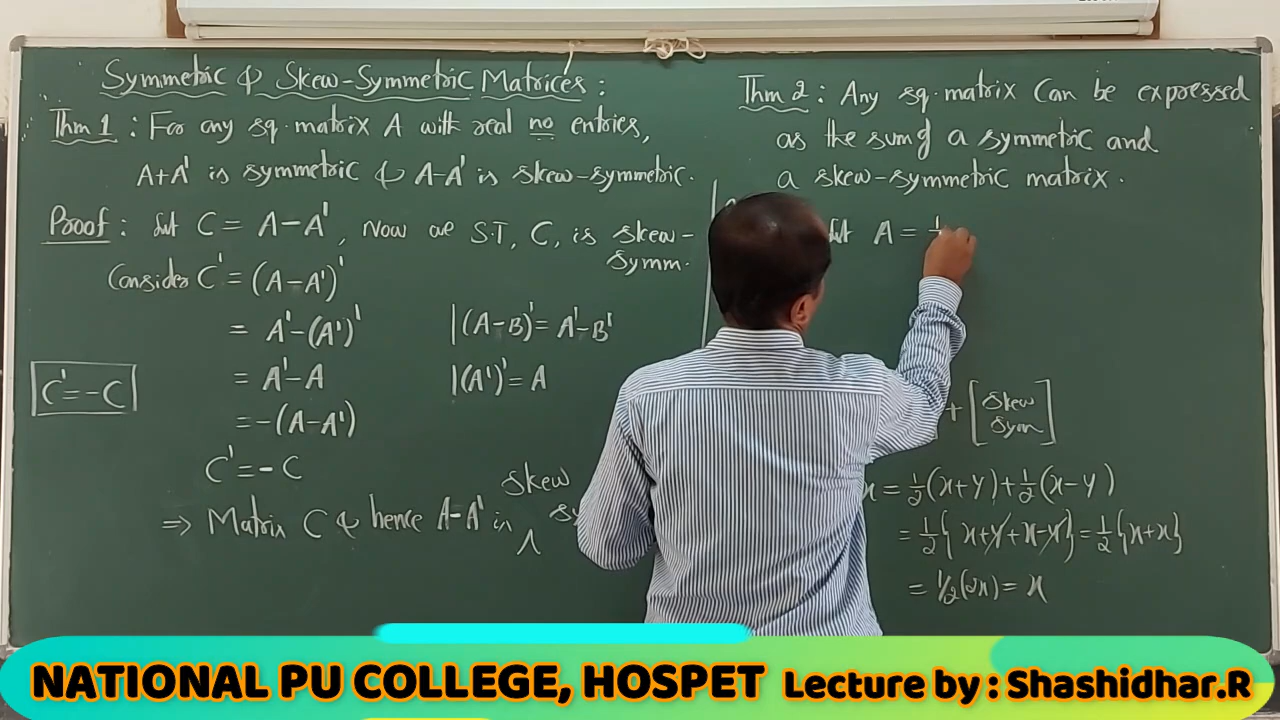 Symmetric & Skew-Symmetric Matrices :
Thm 1 : For any sq. matrix A with real no entries,
A+A' is symmetric & A-A' is skew-symmetric.
Proof : Let C = A-A', Now we S.T, C, is skew-
symm.
Consider C' = (A-A')'
= A'-(A')' |(A-B)' = A'-B'
= A'-A |(A')' = A
= -(A-A')
C' = -C
C' = -C
skew
⇒ Matrix C & hence A-A' is
Thm 2 : Any sq. matrix Can be expressed
as the sum of a symmetric and
a skew-symmetric matrix.
Let A =
+ [skew
symm]
x = 1/2(x+y) + 1/2(x-y)
= 1/2{x+y+x-y} = 1/2{x+x}
= 1/2(2x) = x
NATIONAL PU COLLEGE, HOSPET Lecture by : Shashidhar.R